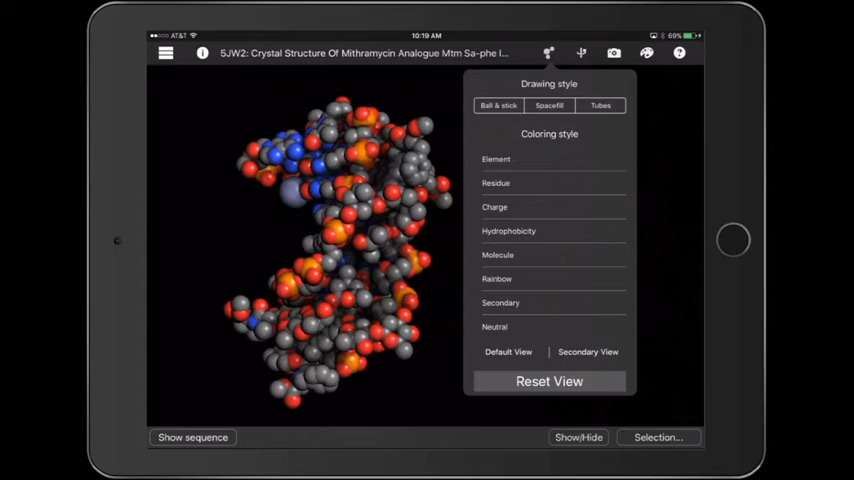 AT&T
10:19 AM
69%
5JW2: Crystal Structure Of Mithramycin Analogue Mtm Sa-phe I...
Drawing style
Ball & stick
Spacefill
Tubes
Coloring style
Element
Residue
Charge
Hydrophobicity
Molecule
Rainbow
Secondary
Neutral
Default View | Secondary View
Reset View
Show sequence
Show/Hide
Selection...